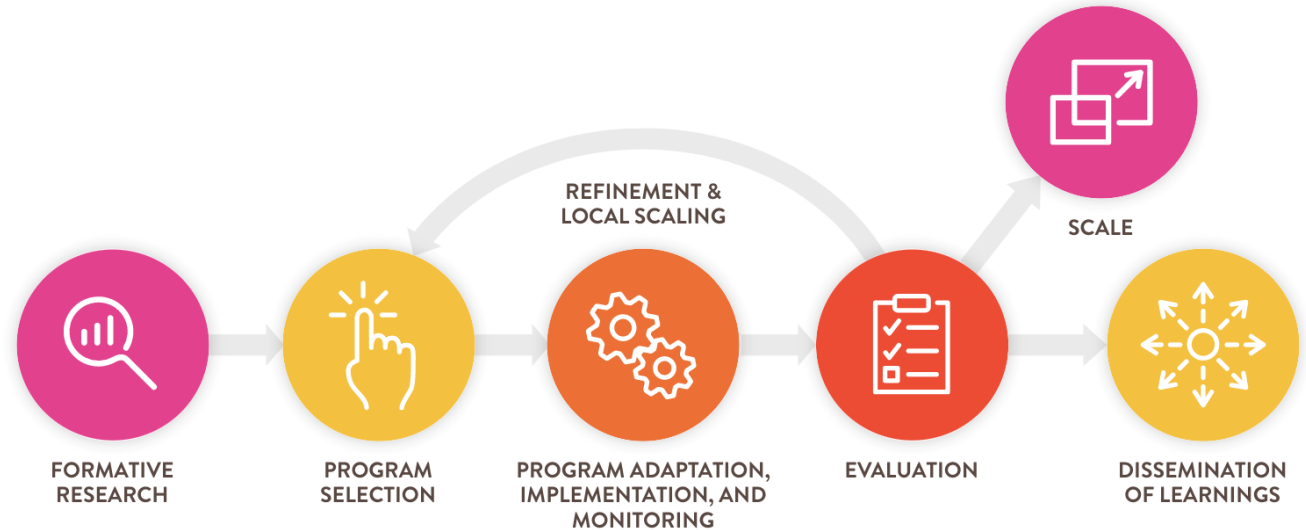 REFINEMENT &
LOCAL SCALING
SCALE
FORMATIVE
RESEARCH
PROGRAM
SELECTION
PROGRAM ADAPTATION,
IMPLEMENTATION, AND
MONITORING
EVALUATION
DISSEMINATION
OF LEARNINGS